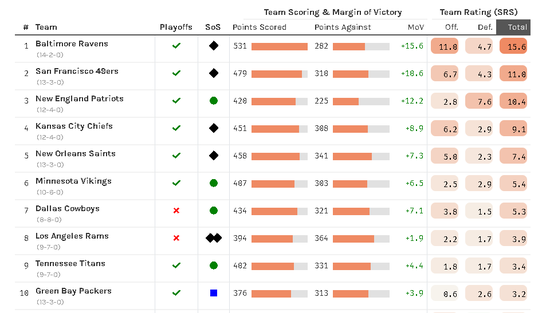 Team Scoring & Margin of Victory Team Rating (SRS)
# Team Playoffs SoS Points Scored Points Against MoV Off. Def. Total
1 Baltimore Ravens 531 282 +15.6 11.0 4.7 15.6
(14-2-0)
2 San Francisco 49ers 479 310 +10.6 6.7 4.3 11.0
(13-3-0)
3 New England Patriots 420 225 +12.2 2.8 7.6 10.4
(12-4-0)
4 Kansas City Chiefs 451 308 +8.9 6.2 2.9 9.1
(12-4-0)
5 New Orleans Saints 458 341 +7.3 5.0 2.3 7.4
(13-3-0)
6 Minnesota Vikings 407 303 +6.5 2.5 2.9 5.4
(10-6-0)
7 Dallas Cowboys 434 321 +7.1 3.8 1.5 5.3
(8-8-0)
8 Los Angeles Rams 394 364 +1.9 2.2 1.7 3.9
(9-7-0)
9 Tennessee Titans 402 331 +4.4 1.8 1.7 3.4
(9-7-0)
10 Green Bay Packers 376 313 +3.9 0.6 2.6 3.2
(13-3-0)